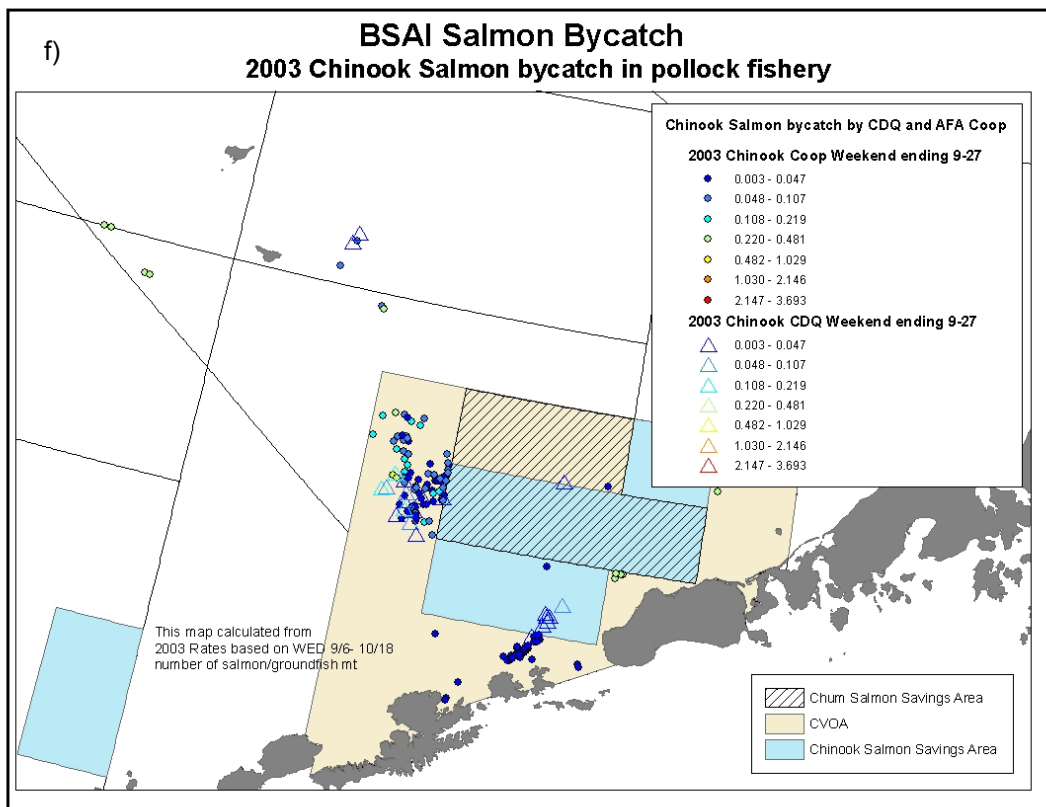 f)
BSAI Salmon Bycatch
2003 Chinook Salmon bycatch in pollock fishery
Chinook Salmon bycatch by CDQ and AFA Coop
2003 Chinook Coop Weekend ending 9-27
0.003 - 0.047
0.048 - 0.107
0.108 - 0.219
0.220 - 0.481
0.482 - 1.029
1.030 - 2.146
2.147 - 3.693
2003 Chinook CDQ Weekend ending 9-27
0.003 - 0.047
0.048 - 0.107
0.108 - 0.219
0.220 - 0.481
0.482 - 1.029
1.030 - 2.146
2.147 - 3.693
This map calculated from
2003 Rates based on WED 9/6- 10/18
number of salmon/groundfish mt
Chum Salmon Savings Area
CVOA
Chinook Salmon Savings Area